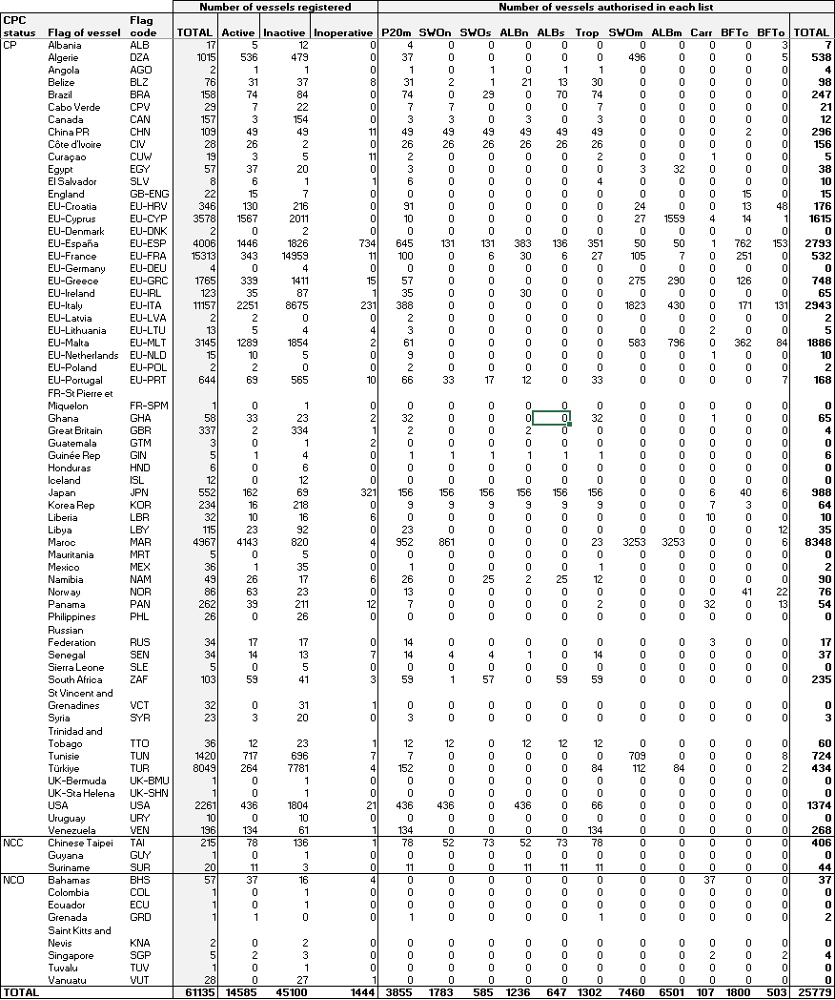 Number of vessels registered Number of vessels authorised in each list
CPC Flag
status Flag of vessel code TOTAL Active Inactive Inoperative P20m SWOn SWOs ALBn ALBs Trop SWOm ALBm Carr BFTc BFTo TOTAL
CP Albania ALB 17 5 12 0 4 0 0 0 0 0 0 0 0 0 3 7
Algerie DZA 1015 536 479 0 37 0 0 0 0 0 496 0 0 0 5 538
Angola AGO 2 1 1 0 1 0 1 0 1 1 0 0 0 0 0 4
Belize BLZ 76 31 37 8 31 2 1 21 13 30 0 0 0 0 0 98
Brazil BRA 158 74 84 0 74 0 29 0 70 74 0 0 0 0 0 247
Cabo Verde CPV 29 7 22 0 7 7 0 0 0 7 0 0 0 0 0 21
Canada CAN 157 3 154 0 3 3 0 3 0 3 0 0 0 0 0 12
China PR CHN 109 49 49 11 49 49 49 49 49 49 0 0 0 2 0 296
Côte d'Ivoire CIV 28 26 2 0 26 26 26 26 26 26 0 0 0 0 0 156
Curaçao CUW 19 3 5 11 2 0 0 0 0 2 0 0 1 0 0 5
Egypt EGY 57 37 20 0 3 0 0 0 0 0 3 32 0 0 0 38
El Salvador SLV 8 6 1 1 6 0 0 0 0 4 0 0 0 0 0 10
England GB-ENG 22 15 7 0 0 0 0 0 0 0 0 0 0 15 0 15
EU-Croatia EU-HRV 346 130 216 0 91 0 0 0 0 0 24 0 0 13 48 176
EU-Cyprus EU-CYP 3578 1567 2011 0 10 0 0 0 0 0 27 1559 4 14 1 1615
EU-Denmark EU-DNK 2 0 2 0 0 0 0 0 0 0 0 0 0 0 0 0
EU-España EU-ESP 4006 1446 1826 734 645 131 131 383 136 351 50 50 1 762 153 2793
EU-France EU-FRA 15313 343 14959 11 100 0 6 30 6 27 105 7 0 251 0 532
EU-Germany EU-DEU 4 0 4 0 0 0 0 0 0 0 0 0 0 0 0 0
EU-Greece EU-GRC 1765 339 1411 15 57 0 0 0 0 0 275 290 0 126 0 748
EU-Ireland EU-IRL 123 35 87 1 35 0 0 30 0 0 0 0 0 0 0 65
EU-Italy EU-ITA 11157 2251 8675 231 388 0 0 0 0 0 1823 430 0 171 131 2943
EU-Latvia EU-LVA 2 2 0 0 2 0 0 0 0 0 0 0 0 0 0 2
EU-Lithuania EU-LTU 13 5 4 4 3 0 0 0 0 0 0 0 2 0 0 5
EU-Malta EU-MLT 3145 1289 1854 2 61 0 0 0 0 0 583 796 0 362 84 1886
EU-Netherlands EU-NLD 15 10 5 0 9 0 0 0 0 0 0 0 1 0 0 10
EU-Poland EU-POL 2 2 0 0 2 0 0 0 0 0 0 0 0 0 0 2
EU-Portugal EU-PRT 644 69 565 10 66 33 17 12 0 33 0 0 0 0 7 168
FR-St Pierre et
Miquelon FR-SPM 1 0 1 0 0 0 0 0 0 0 0 0 0 0 0 0
Ghana GHA 58 33 23 2 32 0 0 0 0 32 0 0 1 0 0 65
Great Britain GBR 337 2 334 1 2 0 0 2 0 0 0 0 0 0 0 4
Guatemala GTM 3 0 1 2 0 0 0 0 0 0 0 0 0 0 0 0
Guinée Rep GIN 5 1 4 0 1 1 1 1 1 1 0 0 0 0 0 6
Honduras HND 6 0 6 0 0 0 0 0 0 0 0 0 0 0 0 0
Iceland ISL 12 0 12 0 0 0 0 0 0 0 0 0 0 0 0 0
Japan JPN 552 162 69 321 156 156 156 156 156 156 0 0 6 40 6 988
Korea Rep KOR 234 16 218 0 9 9 9 9 9 9 0 0 7 3 0 64
Liberia LBR 32 10 16 6 0 0 0 0 0 0 0 0 10 0 0 10
Libya LBY 115 23 92 0 23 0 0 0 0 0 0 0 0 0 12 35
Maroc MAR 4967 4143 820 4 952 861 0 0 0 23 3253 3253 0 0 6 8348
Mauritania MRT 5 0 5 0 0 0 0 0 0 0 0 0 0 0 0 0
Mexico MEX 36 1 35 0 1 0 0 0 0 1 0 0 0 0 0 2
Namibia NAM 49 26 17 6 26 0 25 2 25 12 0 0 0 0 0 90
Norway NOR 86 63 23 0 13 0 0 0 0 0 0 0 0 41 22 76
Panama PAN 262 39 211 12 7 0 0 0 0 2 0 0 32 0 13 54
Philippines PHL 26 0 26 0 0 0 0 0 0 0 0 0 0 0 0 0
Russian
Federation RUS 34 17 17 0 14 0 0 0 0 0 0 0 3 0 0 17
Senegal SEN 34 14 13 7 14 4 4 1 0 14 0 0 0 0 0 37
Sierra Leone SLE 5 0 5 0 0 0 0 0 0 0 0 0 0 0 0 0
South Africa ZAF 103 59 41 3 59 1 57 0 59 59 0 0 0 0 0 235
St Vincent and
Grenadines VCT 32 0 31 1 0 0 0 0 0 0 0 0 0 0 0 0
Syria SYR 23 3 20 0 3 0 0 0 0 0 0 0 0 0 0 3
Trinidad and
Tobago TTO 36 12 23 1 12 12 0 12 12 12 0 0 0 0 0 60
Tunisie TUN 1420 717 696 7 7 0 0 0 0 0 709 0 0 0 8 724
Türkiye TUR 8049 264 7781 4 152 0 0 0 0 84 112 84 0 0 2 434
UK-Bermuda UK-BMU 1 0 1 0 0 0 0 0 0 0 0 0 0 0 0 0
UK-Sta Helena UK-SHN 1 0 1 0 0 0 0 0 0 0 0 0 0 0 0 0
USA USA 2261 436 1804 21 436 436 0 436 0 66 0 0 0 0 0 1374
Uruguay URY 10 0 10 0 0 0 0 0 0 0 0 0 0 0 0 0
Venezuela VEN 196 134 61 1 134 0 0 0 0 134 0 0 0 0 0 268
NCC Chinese Taipei TAI 215 78 136 1 78 52 73 52 73 78 0 0 0 0 0 406
Guyana GUY 1 0 1 0 0 0 0 0 0 0 0 0 0 0 0 0
Suriname SUR 20 11 3 0 11 0 0 11 11 11 0 0 0 0 0 44
NCO Bahamas BHS 57 37 16 4 0 0 0 0 0 0 0 0 37 0 0 37
Colombia COL 1 0 1 0 0 0 0 0 0 0 0 0 0 0 0 0
Ecuador ECU 1 0 1 0 0 0 0 0 0 0 0 0 0 0 0 0
Grenada GRD 1 1 0 0 1 0 0 0 0 1 0 0 0 0 0 2
Saint Kitts and
Nevis KNA 2 0 2 0 0 0 0 0 0 0 0 0 0 0 0 0
Singapore SGP 5 2 3 0 0 0 0 0 0 0 0 0 2 0 2 4
Tuvalu TUV 1 0 1 0 0 0 0 0 0 0 0 0 0 0 0 0
Vanuatu VUT 28 0 27 1 0 0 0 0 0 0 0 0 0 0 0 0
TOTAL 61135 14585 45100 1444 3855 1783 585 1236 647 1302 7460 6501 107 1800 503 25779